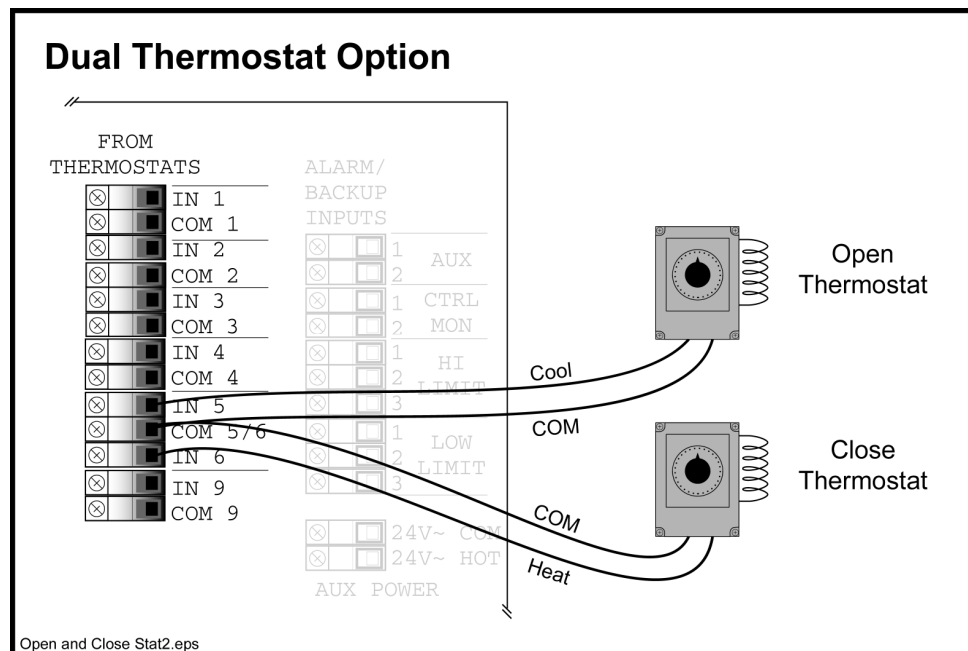 Dual Thermostat Option
FROM
THERMOSTATS
IN 1
COM 1
IN 2
COM 2
IN 3
COM 3
IN 4
COM 4
IN 5
COM 5/6
IN 6
IN 9
COM 9
ALARM/
BACKUP
INPUTS
1
2
AUX
1
2
CTRL
MON
1
2
3
HI
LIMIT
1
2
3
LOW
LIMIT
24V~ COM
24V~ HOT
AUX POWER
Cool
COM
COM
Heat
Open
Thermostat
Close
Thermostat
Open and Close Stat2.eps